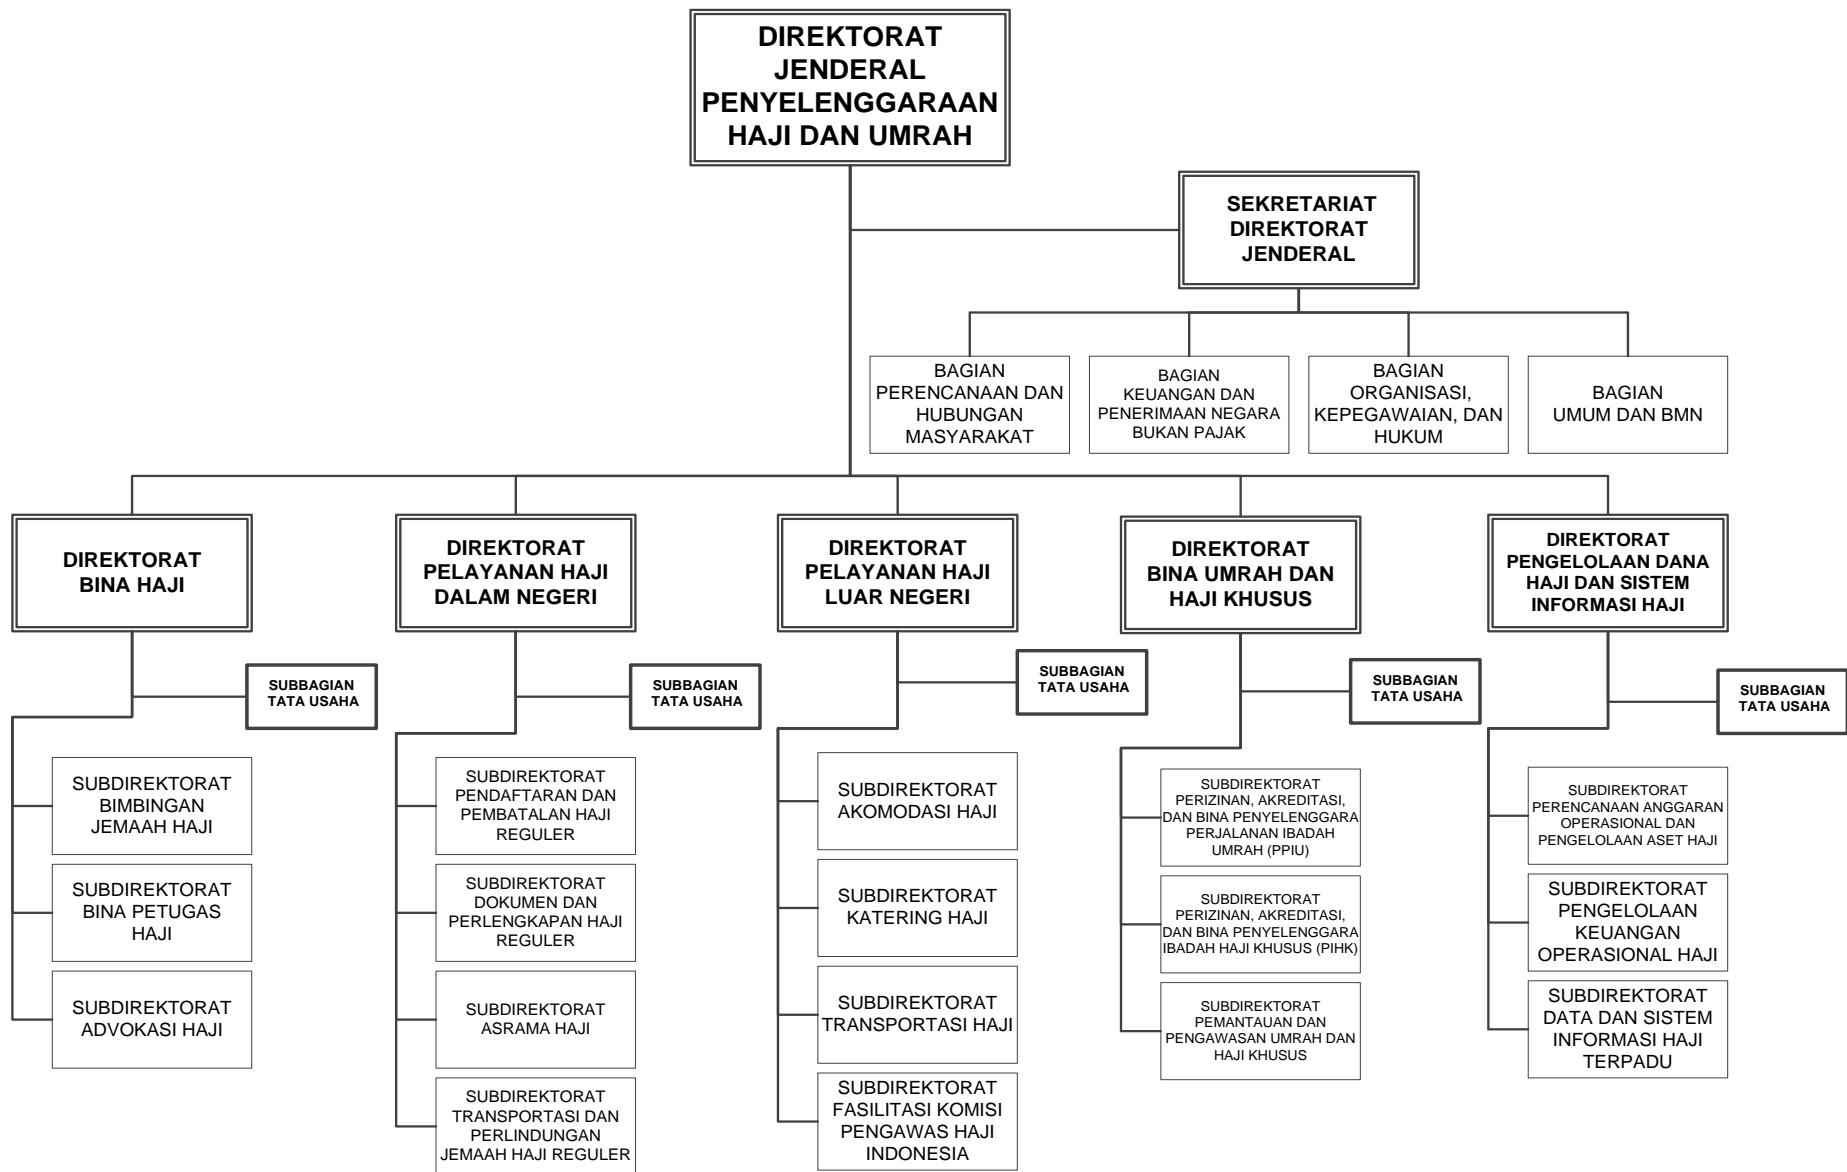 DIREKTORAT
JENDERAL
PENYELENGGARAAN
HAJI DAN UMRAH
SEKRETARIAT
DIREKTORAT
JENDERAL
BAGIAN
PERENCANAAN DAN
HUBUNGAN
MASYARAKAT
BAGIAN
KEUANGAN DAN
PENERIMAAN NEGARA
BUKAN PAJAK
BAGIAN
ORGANISASI,
KEPEGAWAIAN, DAN
HUKUM
BAGIAN
UMUM DAN BMN
DIREKTORAT
BINA HAJI
SUBBAGIAN
TATA USAHA
SUBDIREKTORAT
BIMBINGAN
JEMAAH HAJI
SUBDIREKTORAT
BINA PETUGAS
HAJI
SUBDIREKTORAT
ADVOKASI HAJI
DIREKTORAT
PELAYANAN HAJI
DALAM NEGERI
SUBBAGIAN
TATA USAHA
SUBDIREKTORAT
PENDAFTARAN DAN
PEMBATALAN HAJI
REGULER
SUBDIREKTORAT
DOKUMEN DAN
PERLENGKAPAN HAJI
REGULER
SUBDIREKTORAT
ASRAMA HAJI
SUBDIREKTORAT
TRANSPORTASI DAN
PERLINDUNGAN
JEMAAH HAJI REGULER
DIREKTORAT
PELAYANAN HAJI
LUAR NEGERI
SUBBAGIAN
TATA USAHA
SUBDIREKTORAT
AKOMODASI HAJI
SUBDIREKTORAT
KATERING HAJI
SUBDIREKTORAT
TRANSPORTASI HAJI
SUBDIREKTORAT
FASILITASI KOMISI
PENGAWAS HAJI
INDONESIA
DIREKTORAT
BINA UMRAH DAN
HAJI KHUSUS
SUBBAGIAN
TATA USAHA
SUBDIREKTORAT
PERIZINAN, AKREDITASI,
DAN BINA PENYELENGGARA
PERJALANAN IBADAH
UMRAH (PPIU)
SUBDIREKTORAT
PERIZINAN, AKREDITASI,
DAN BINA PENYELENGGARA
IBADAH HAJI KHUSUS (PIHK)
SUBDIREKTORAT
PEMANTAUAN DAN
PENGAWASAN UMRAH DAN
HAJI KHUSUS
DIREKTORAT
PENGELOLAAN DANA
HAJI DAN SISTEM
INFORMASI HAJI
SUBBAGIAN
TATA USAHA
SUBDIREKTORAT
PERENCANAAN ANGGARAN
OPERASIONAL DAN
PENGELOLAAN ASET HAJI
SUBDIREKTORAT
PENGELOLAAN
KEUANGAN
OPERASIONAL HAJI
SUBDIREKTORAT
DATA DAN SISTEM
INFORMASI HAJI
TERPADU